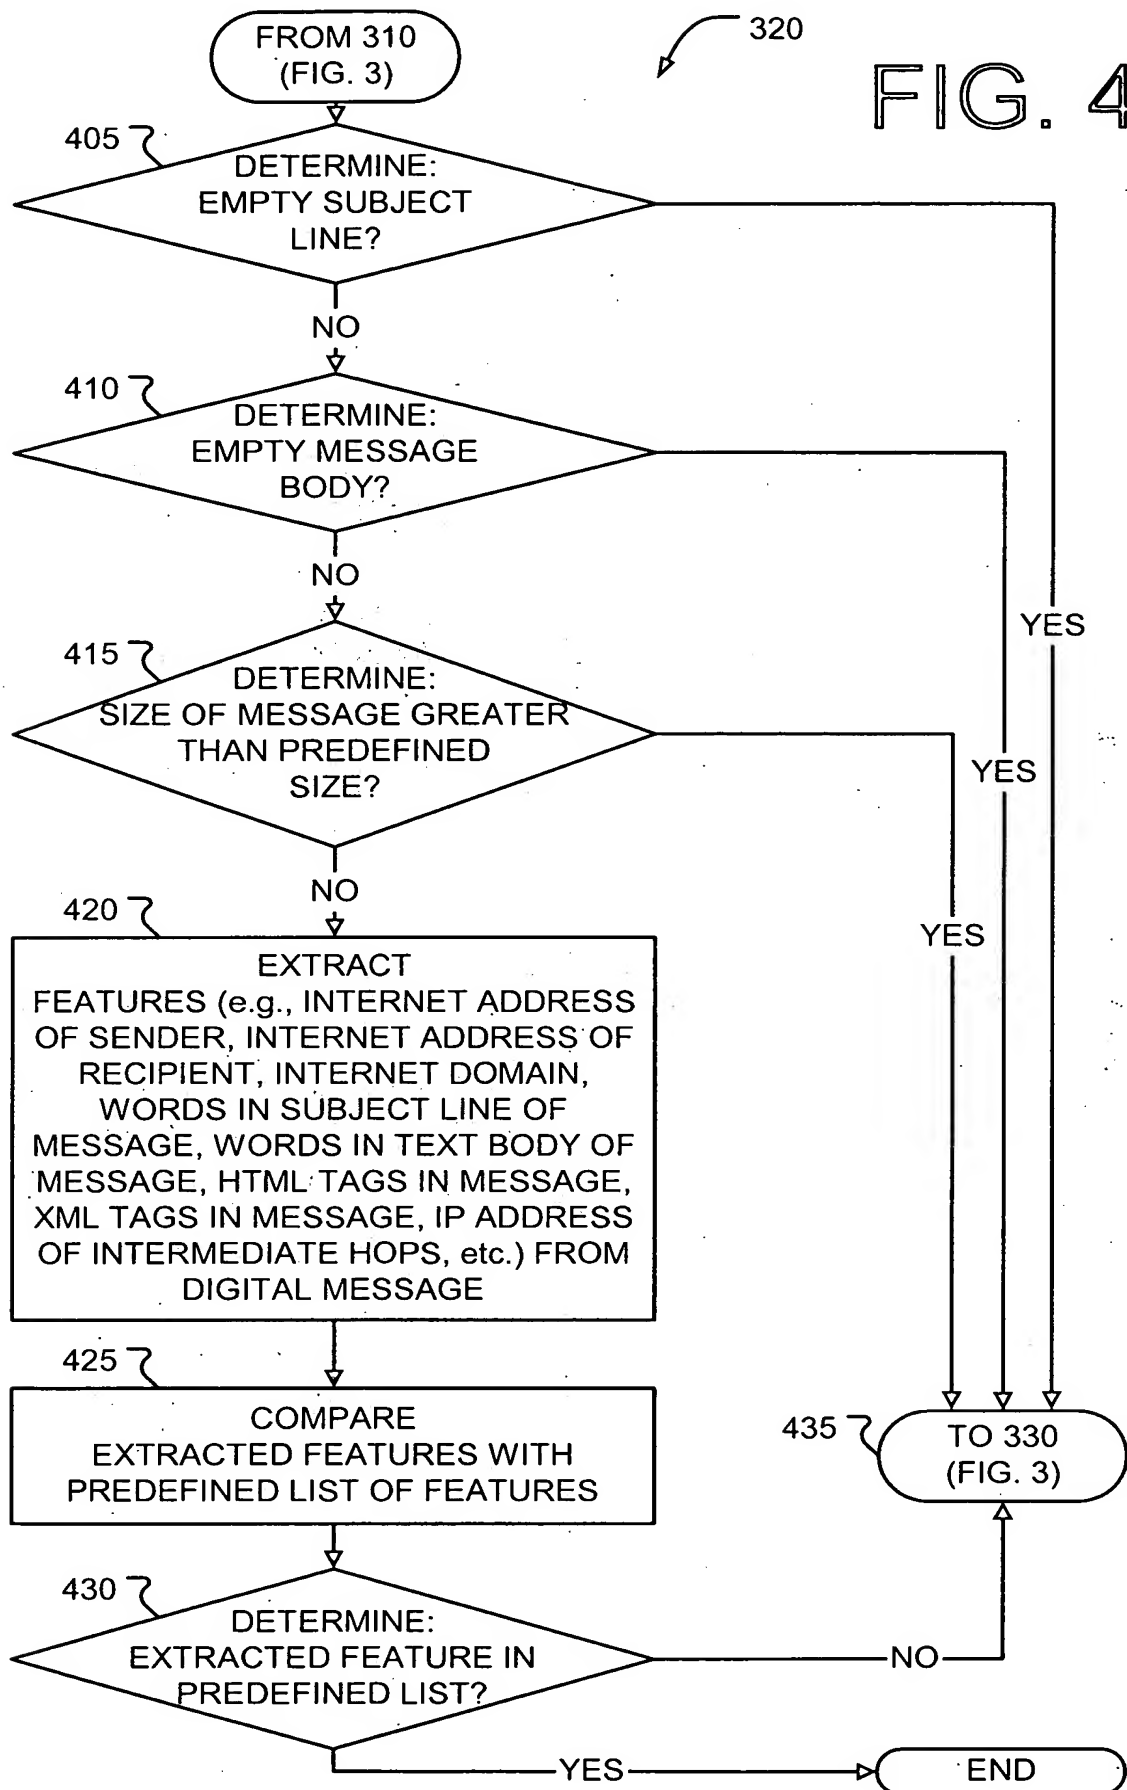 FROM 310
(FIG. 3)
320
FIG. 4
405
DETERMINE:
EMPTY SUBJECT
LINE?
NO
410
DETERMINE:
EMPTY MESSAGE
BODY?
NO
YES
415
DETERMINE:
SIZE OF MESSAGE GREATER
THAN PREDEFINED
SIZE?
YES
NO
YES
420
EXTRACT
FEATURES (e.g., INTERNET ADDRESS
OF SENDER, INTERNET ADDRESS OF
RECIPIENT, INTERNET DOMAIN,
WORDS IN SUBJECT LINE OF
MESSAGE, WORDS IN TEXT BODY OF
MESSAGE, HTML TAGS IN MESSAGE,
XML TAGS IN MESSAGE, IP ADDRESS
OF INTERMEDIATE HOPS, etc.) FROM
DIGITAL MESSAGE
425
COMPARE
EXTRACTED FEATURES WITH
PREDEFINED LIST OF FEATURES
435
TO 330
(FIG. 3)
430
DETERMINE:
EXTRACTED FEATURE IN
PREDEFINED LIST?
NO
YES
END